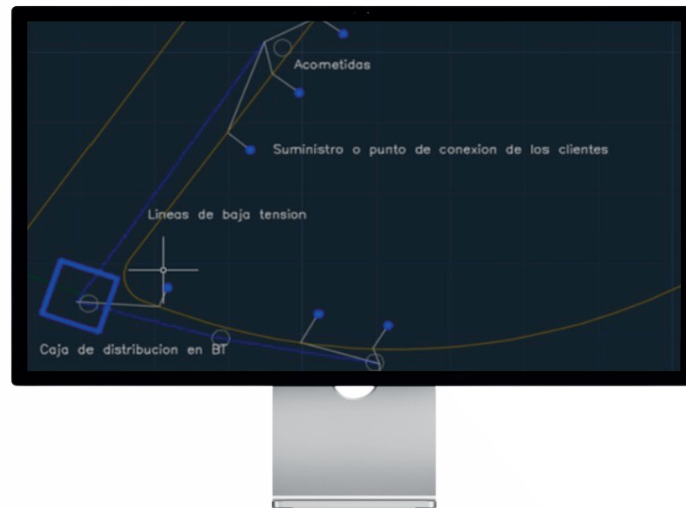 Acometidas
Suministro o punto de conexion de los clientes
Lineas de baja tension
Caja de distribucion en BT